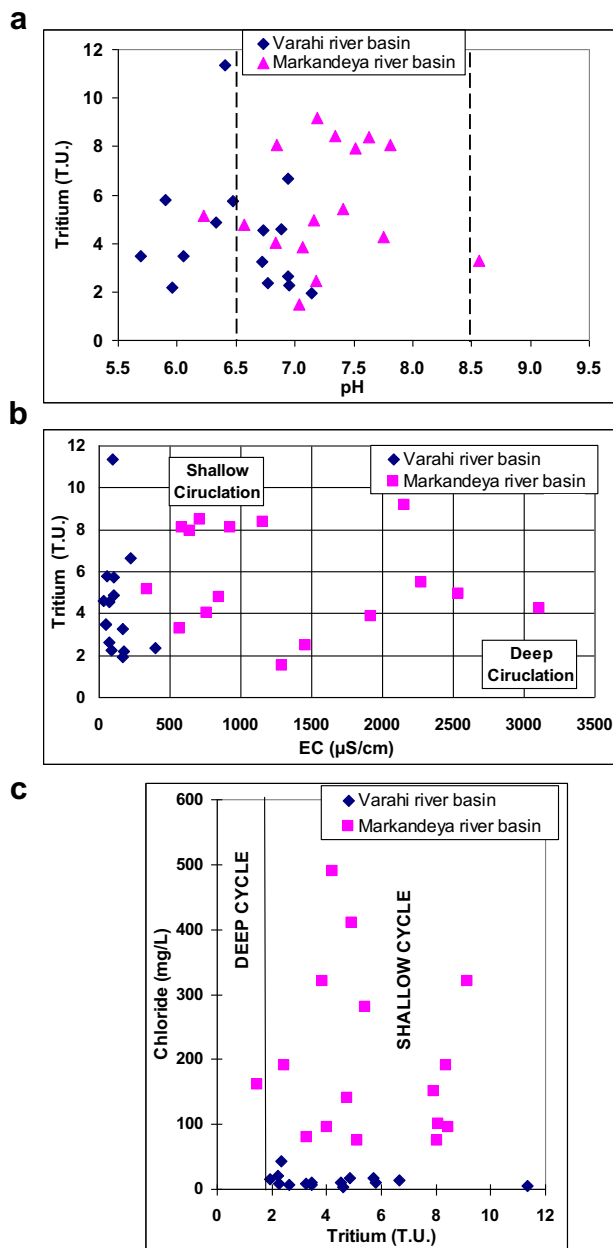 a
Varahi river basin
Markandeya river basin
12
10
8
6
4
2
0
Tritium (T.U.)
5.5 6.0 6.5 7.0 7.5 8.0 8.5 9.0 9.5
pH
b
Varahi river basin
Markandeya river basin
Shallow
Ciruclation
12
10
8
6
4
2
0
Tritium (T.U.)
Deep
Ciruclation
0 500 1000 1500 2000 2500 3000 3500
EC (µS/cm)
c
Varahi river basin
Markandeya river basin
600
500
400
300
200
100
0
Chloride (mg/L)
DEEP CYCLE
SHALLOW CYCLE
0 2 4 6 8 10 12
Tritium (T.U.)